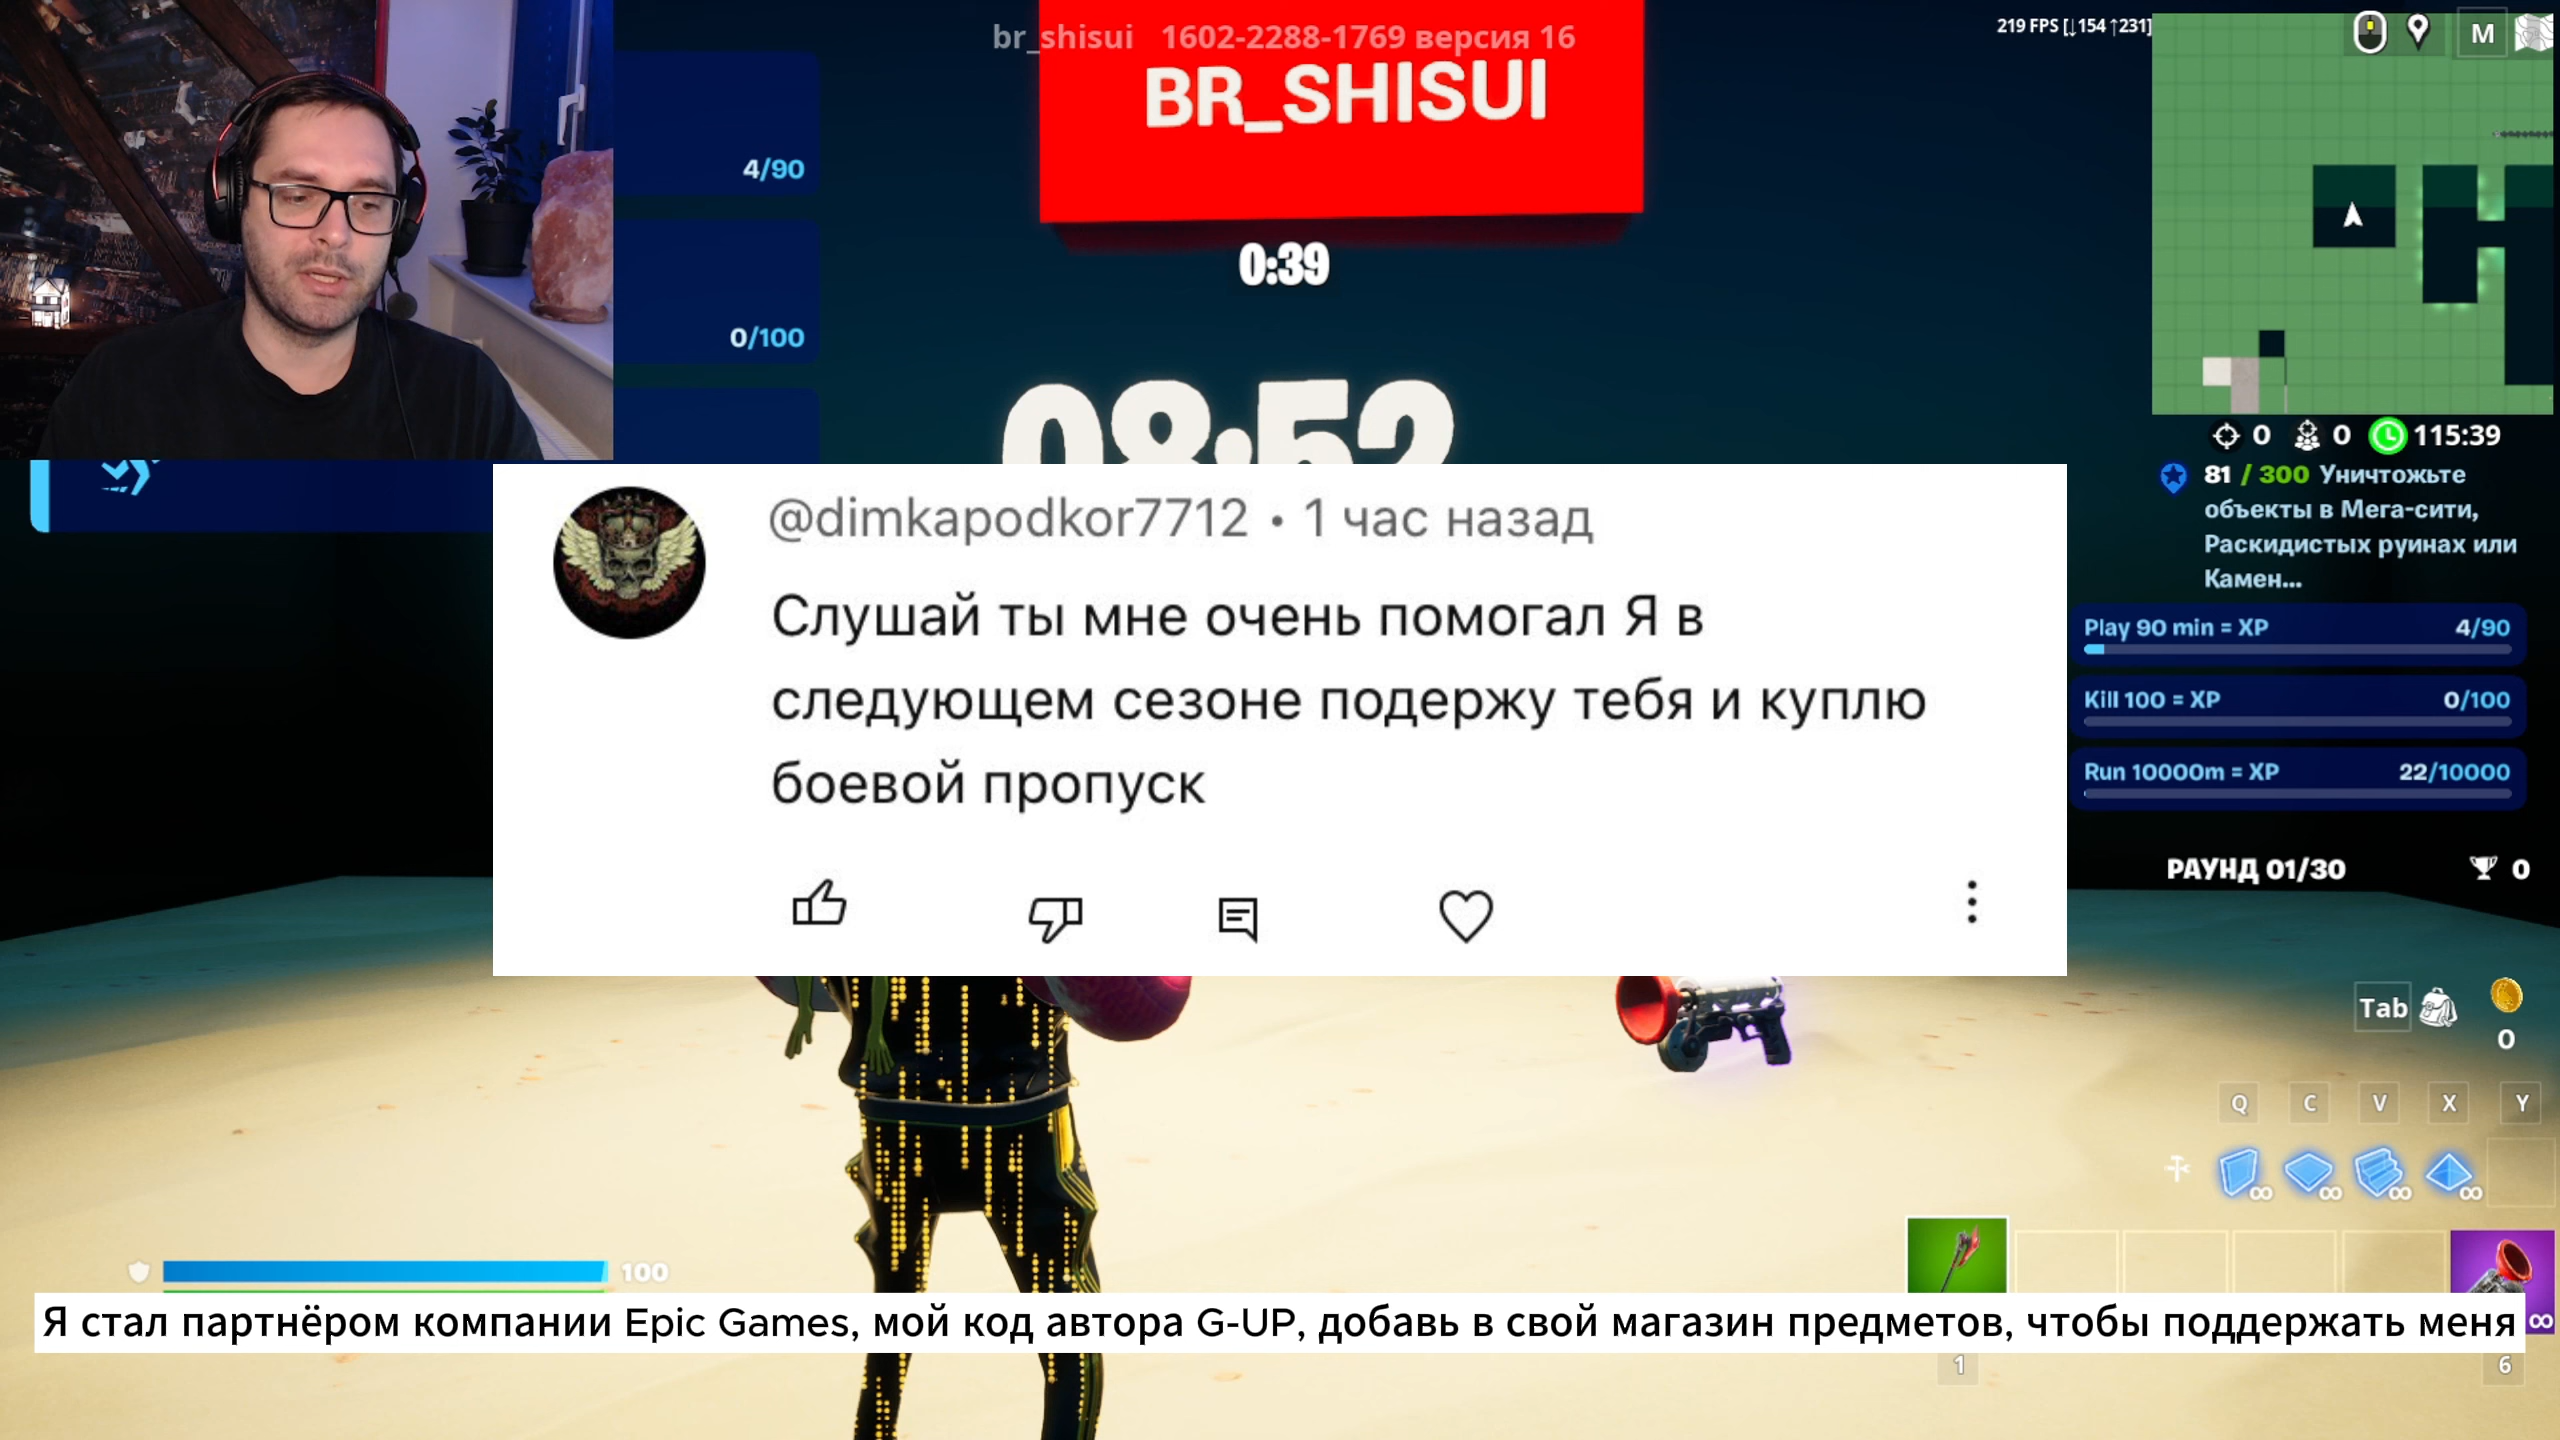 br_shisui 1602-2288-1769 версия 16
BR_SHISUI
219 FPS [↓154 ↑231]
M
4/90
0:39
0/100
08:52
0 0 115:39
81 / 300 Уничтожьте
объекты в Мега-сити,
Раскидистых руинах или
Камен...
@dimkapodkor7712 • 1 час назад
Слушай ты мне очень помогал Я в
следующем сезоне подержу тебя и куплю
боевой пропуск
Play 90 min = XP 4/90
Kill 100 = XP 0/100
Run 10000m = XP 22/10000
РАУНД 01/30 0
Tab
0
Q C V X Y
∞ ∞ ∞ ∞
100
Я стал партнёром компании Epic Games, мой код автора G-UP, добавь в свой магазин предметов, чтобы поддержать меня
∞
1 6